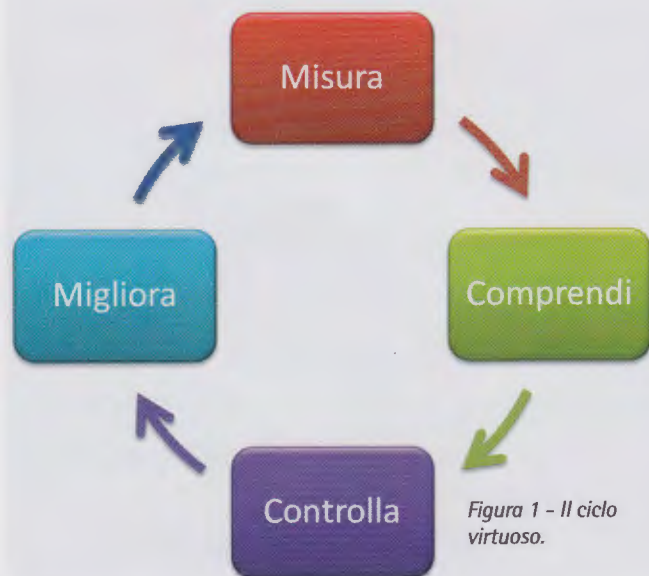 Misura
Comprendi
Controlla
Migliora
Figura 1 - Il ciclo
virtuoso.